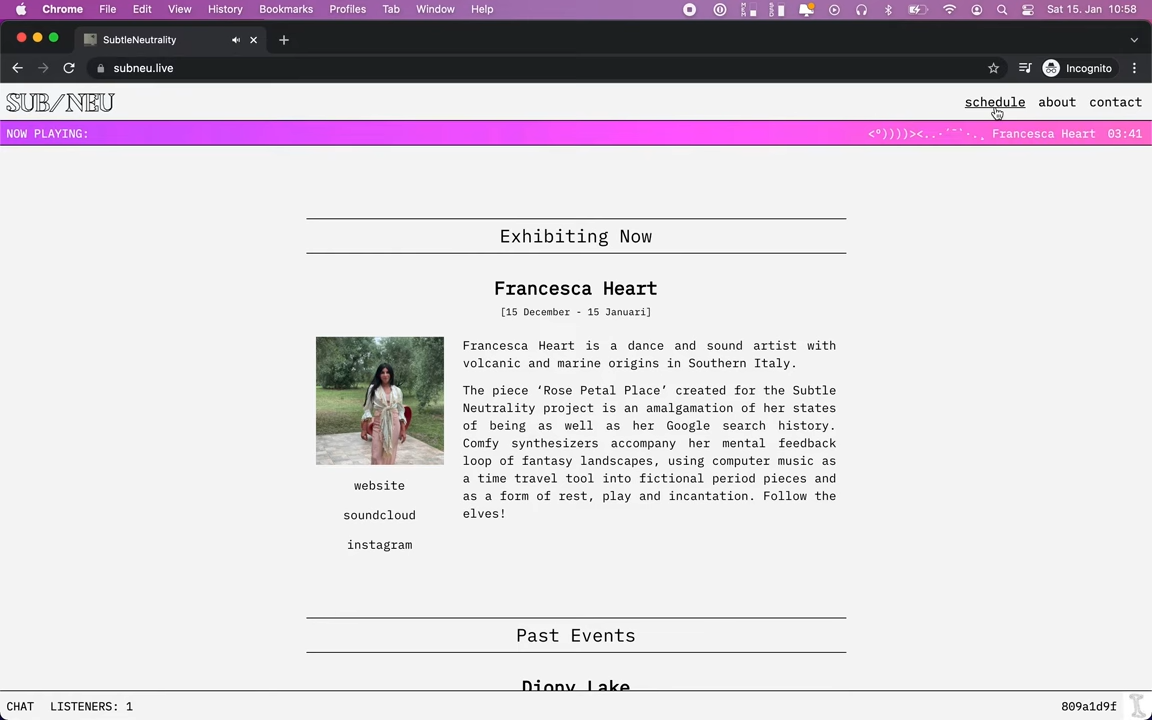 Chrome File Edit View History Bookmarks Profiles Tab Window Help Sat 15. Jan 10:58
SubtleNeutrality
subneu.live Incognito
SUB/NEU schedule about contact
NOW PLAYING: <º))))><..·´¯`·.¸ Francesca Heart 03:41
Exhibiting Now
Francesca Heart
[15 December - 15 Januari]
Francesca Heart is a dance and sound artist with
volcanic and marine origins in Southern Italy.
The piece ‘Rose Petal Place’ created for the Subtle
Neutrality project is an amalgamation of her states
of being as well as her Google search history.
Comfy synthesizers accompany her mental feedback
loop of fantasy landscapes, using computer music as
a time travel tool into fictional period pieces and
as a form of rest, play and incantation. Follow the
elves!
website
soundcloud
instagram
Past Events
Diony Lake
CHAT LISTENERS: 1 809a1d9f